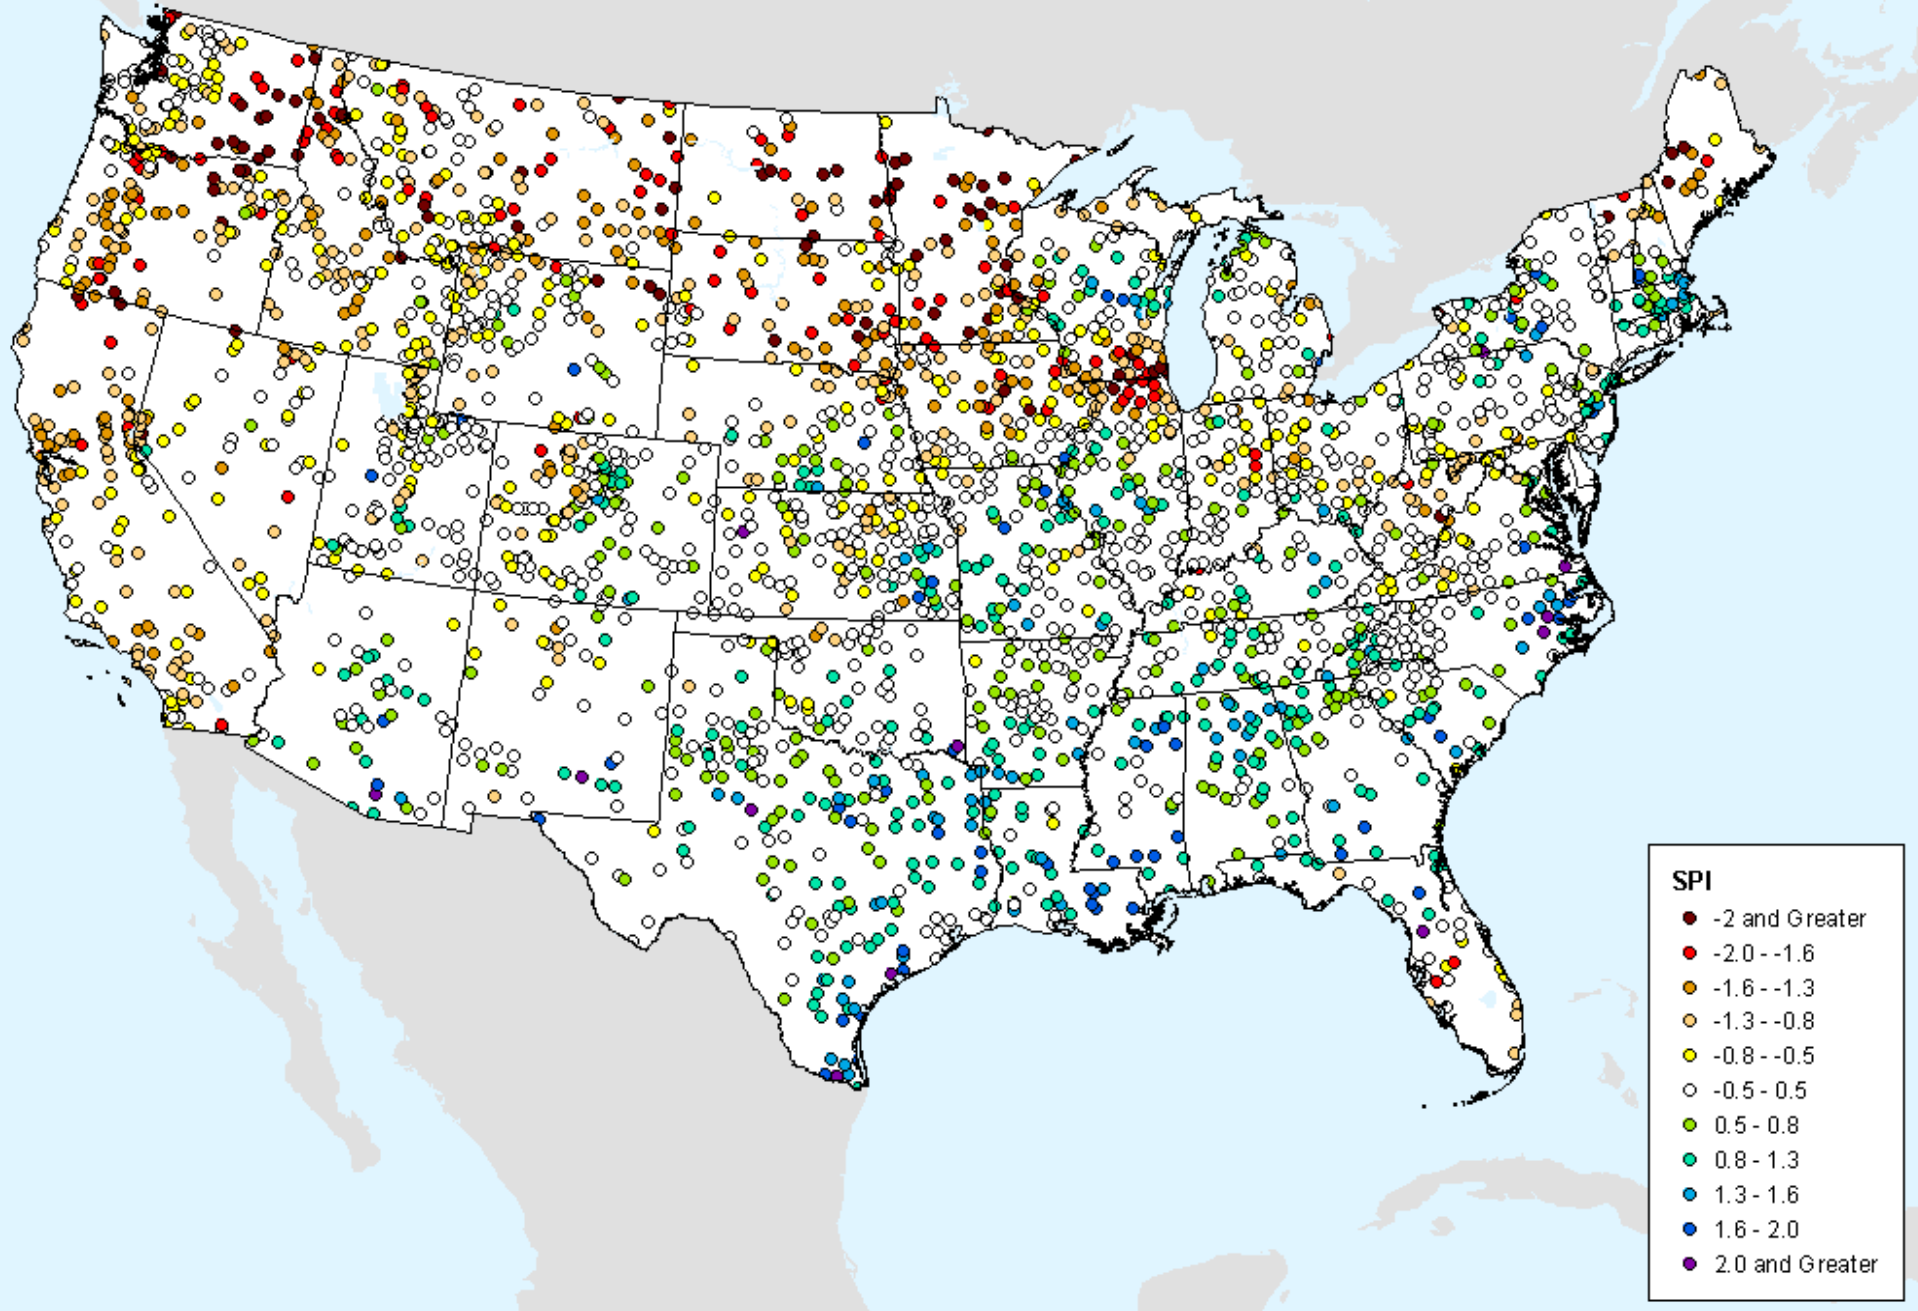 SPI
-2 and Greater
-2.0 - -1.6
-1.6 - -1.3
-1.3 - -0.8
-0.8 - -0.5
-0.5 - 0.5
0.5 - 0.8
0.8 - 1.3
1.3 - 1.6
1.6 - 2.0
2.0 and Greater